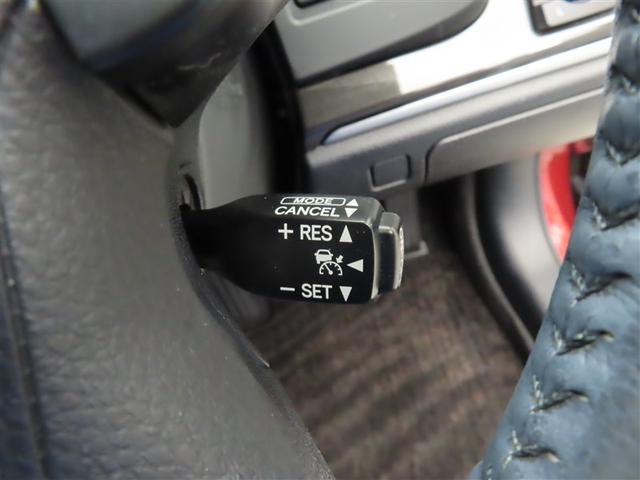 MODE
CANCEL
+ RES
- SET